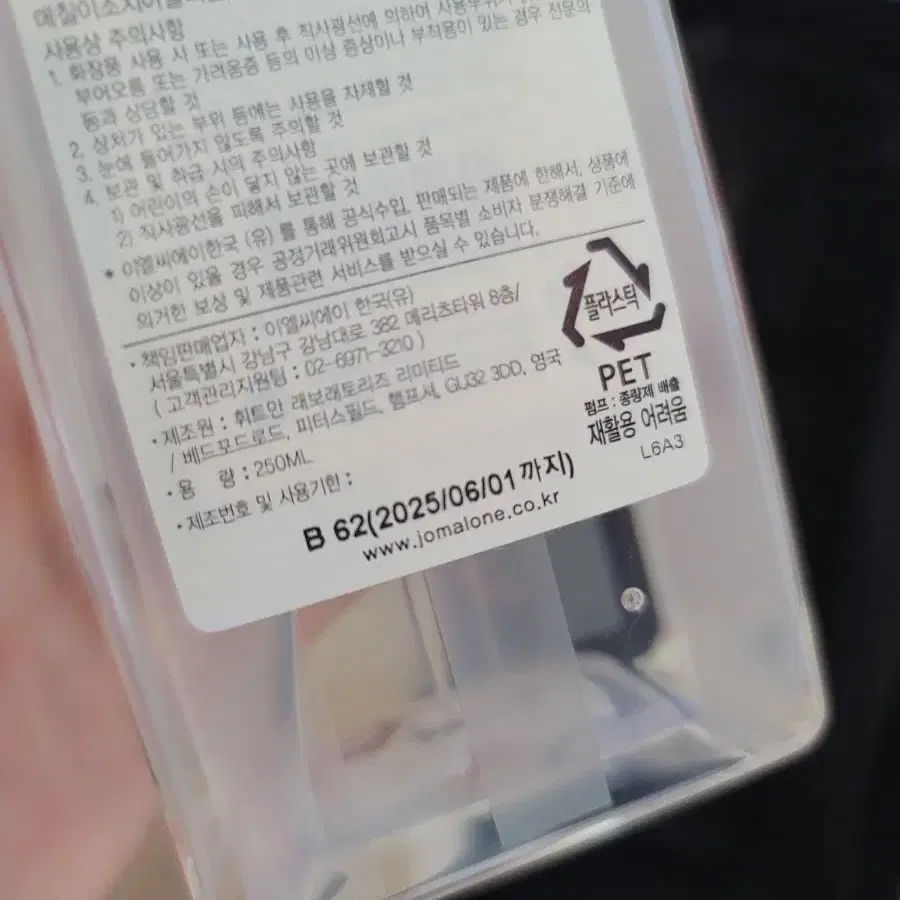 사용상 주의사항
1. 화장품 사용 시 또는 사용 후 직사광선에 의하여 사용부위가
부어오름 또는 가려움증 등의 이상 증상이나 부작용이 있는 경우 전문의
등과 상담할 것
2. 상처가 있는 부위 등에는 사용을 자제할 것
3. 눈에 들어가지 않도록 주의할 것
4. 보관 및 취급 시의 주의사항
1) 어린이의 손이 닿지 않는 곳에 보관할 것
2) 직사광선을 피해서 보관할 것
* 이엘씨에이한국 (유) 를 통해 공식수입, 판매되는 제품에 한해서, 상품에
이상이 있을 경우 공정거래위원회고시 품목별 소비자 분쟁해결 기준에
의거한 보상 및 제품관련 서비스를 받으실 수 있습니다.
• 책임판매업자 : 이엘씨에이 한국(유)
서울특별시 강남구 강남대로 382 메리츠타워 8층/
( 고객관리지원팀 : 02-6971-3210 )
• 제조원 : 휘트만 래보래토리즈 리미티드
/ 베드포드로드, 피터스필드, 햄프셔, GU32 3DD, 영국
• 용 량 : 250ML
• 제조번호 및 사용기한 :
B 62(2025/06/01까지)
www.jomalone.co.kr
플라스틱
PET
펌프 : 종량제 배출
재활용 어려움
L6A3